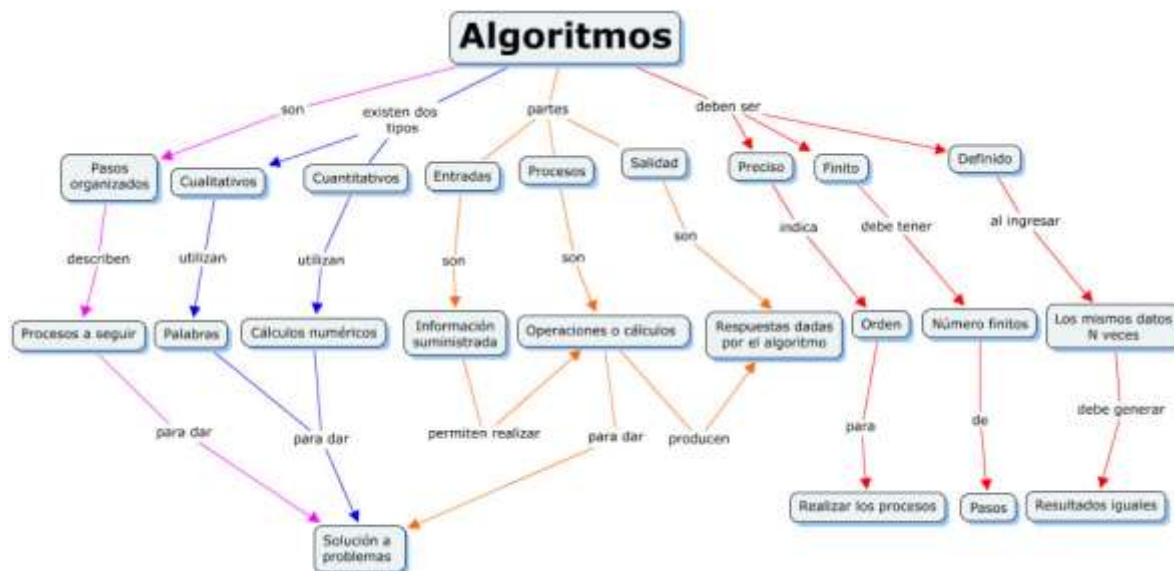 Algoritmos
son
existen dos
tipos
partes
deben ser
Pasos
organizados
Cualitativos
Cuantitativos
Entradas
Procesos
Salidad
Preciso
Finito
Definido
describen
utilizan
utilizan
son
son
son
indica
debe tener
al ingresar
Procesos a seguir
Palabras
Cálculos numéricos
Información
suministrada
Operaciones o cálculos
Respuestas dadas
por el algoritmo
Orden
Número finitos
Los mismos datos
N veces
para dar
para dar
permiten realizar
para dar
producen
para
de
debe generar
Solución a
problemas
Realizar los procesos
Pasos
Resultados iguales